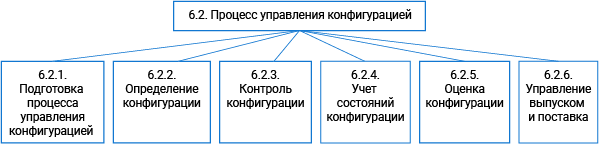 6.2. Процесс управления конфигурацией
6.2.1.
Подготовка
процесса
управления
конфигурацией
6.2.2.
Определение
конфигурации
6.2.3.
Контроль
конфигурации
6.2.4.
Учет
состояний
конфигурации
6.2.5.
Оценка
конфигурации
6.2.6.
Управление
выпуском
и поставка